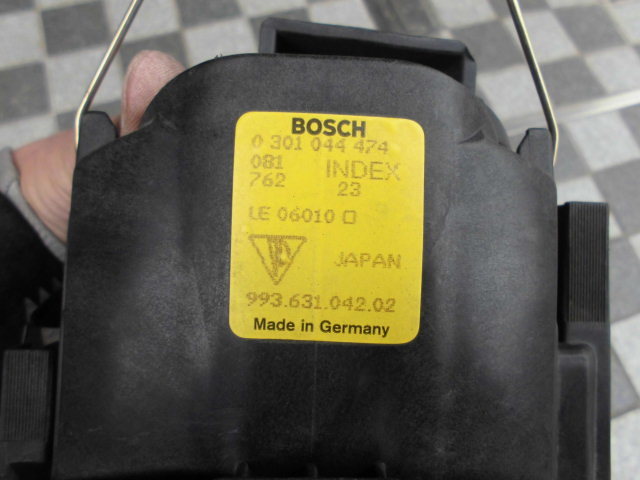 BOSCH
0 301 044 474
081 INDEX
762 23
LE 06010
JAPAN
993.631.042.02
Made in Germany